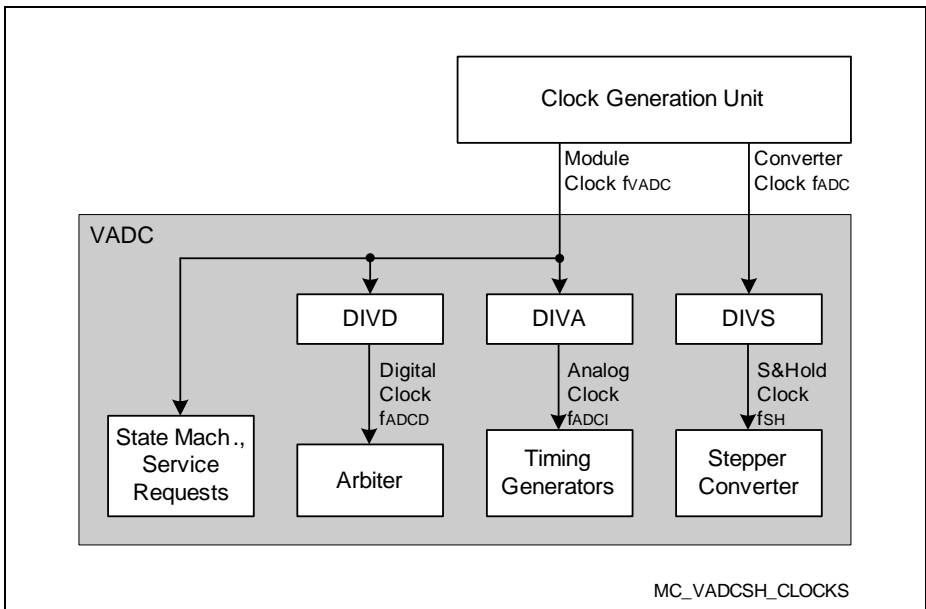 Clock Generation Unit
Module
Clock fVADC
Converter
Clock fADC
VADC
DIVD
DIVA
DIVS
Digital
Clock
fADCD
Analog
Clock
fADCI
S&Hold
Clock
fSH
State Mach.,
Service
Requests
Arbiter
Timing
Generators
Stepper
Converter
MC_VADCSH_CLOCKS